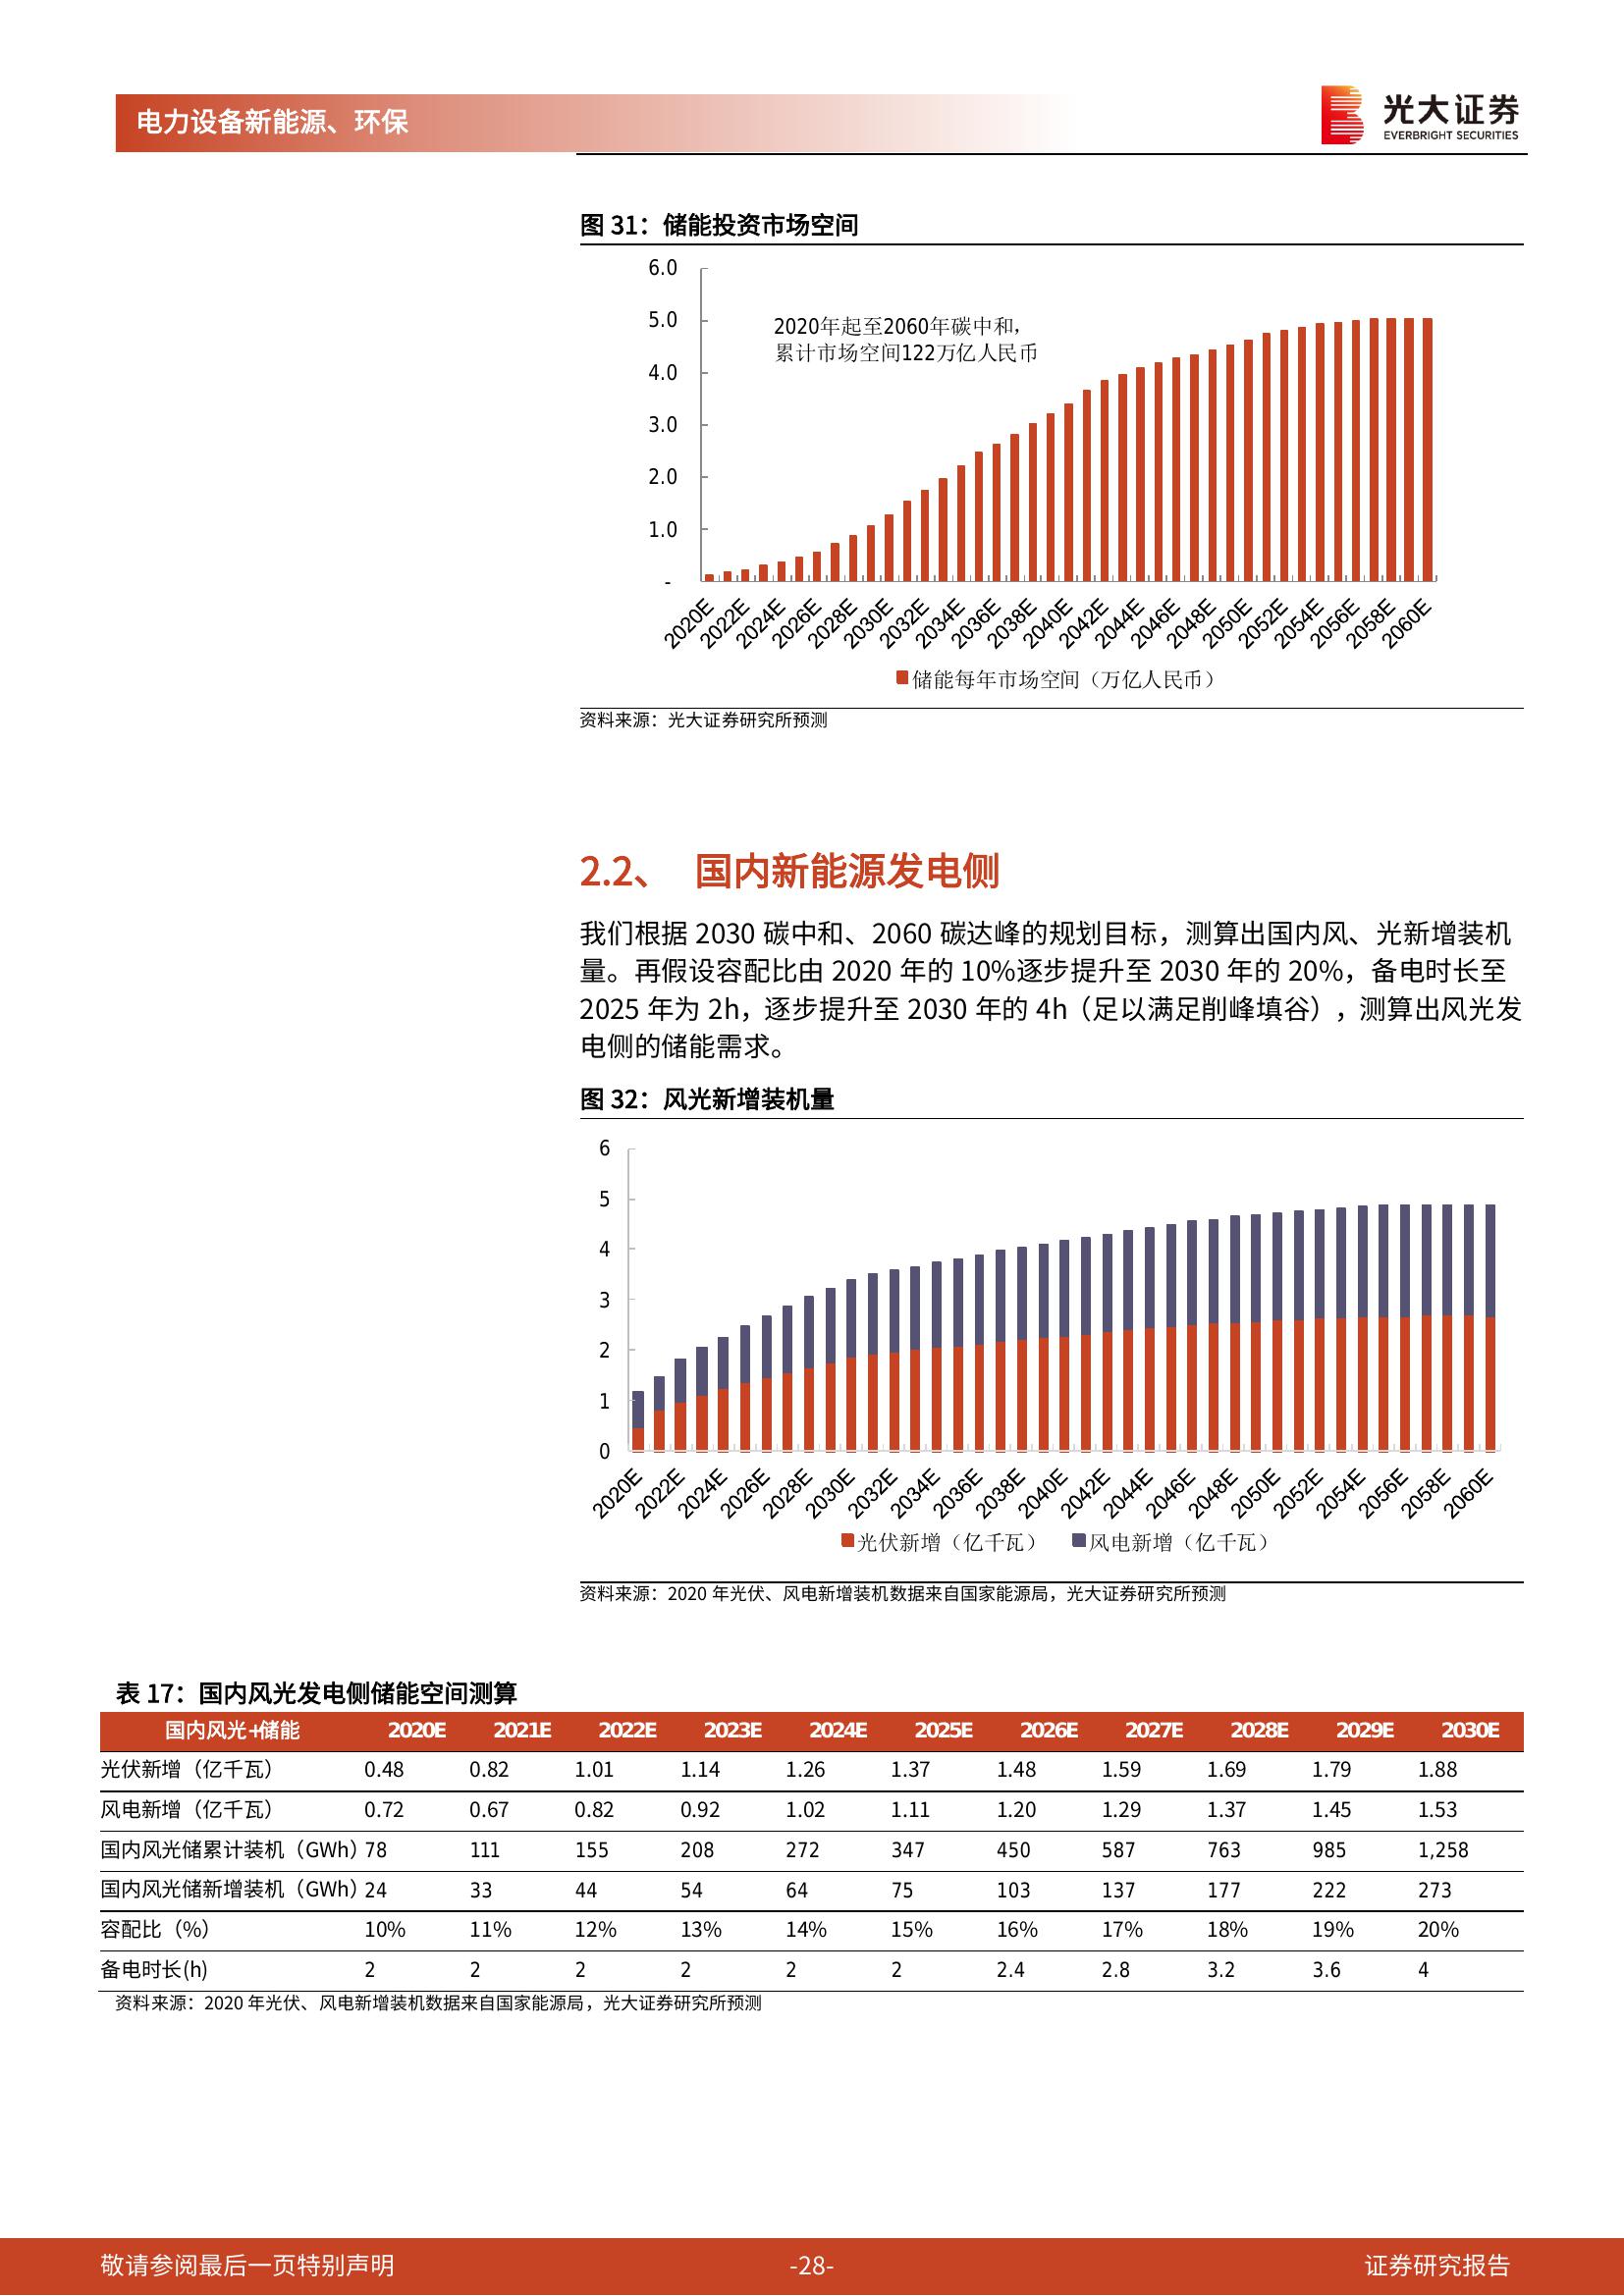 电力设备新能源、环保
光大证券
EVERBRIGHT SECURITIES
图 31：储能投资市场空间
6.0
5.0
4.0
3.0
2.0
1.0
-
2020年起至2060年碳中和，
累计市场空间122万亿人民币
2020E 2022E 2024E 2026E 2028E 2030E 2032E 2034E 2036E 2038E 2040E 2042E 2044E 2046E 2048E 2050E 2052E 2054E 2056E 2058E 2060E
储能每年市场空间（万亿人民币）
资料来源：光大证券研究所预测
2.2、 国内新能源发电侧
我们根据 2030 碳中和、2060 碳达峰的规划目标，测算出国内风、光新增装机
量。再假设容配比由 2020 年的 10%逐步提升至 2030 年的 20%，备电时长至
2025 年为 2h，逐步提升至 2030 年的 4h（足以满足削峰填谷），测算出风光发
电侧的储能需求。
图 32：风光新增装机量
6
5
4
3
2
1
0
2020E 2022E 2024E 2026E 2028E 2030E 2032E 2034E 2036E 2038E 2040E 2042E 2044E 2046E 2048E 2050E 2052E 2054E 2056E 2058E 2060E
光伏新增（亿千瓦） 风电新增（亿千瓦）
资料来源：2020 年光伏、风电新增装机数据来自国家能源局，光大证券研究所预测
表 17：国内风光发电侧储能空间测算
国内风光+储能 2020E 2021E 2022E 2023E 2024E 2025E 2026E 2027E 2028E 2029E 2030E
光伏新增（亿千瓦） 0.48 0.82 1.01 1.14 1.26 1.37 1.48 1.59 1.69 1.79 1.88
风电新增（亿千瓦） 0.72 0.67 0.82 0.92 1.02 1.11 1.20 1.29 1.37 1.45 1.53
国内风光储累计装机（GWh） 78 111 155 208 272 347 450 587 763 985 1,258
国内风光储新增装机（GWh） 24 33 44 54 64 75 103 137 177 222 273
容配比（%） 10% 11% 12% 13% 14% 15% 16% 17% 18% 19% 20%
备电时长(h) 2 2 2 2 2 2 2.4 2.8 3.2 3.6 4
资料来源：2020 年光伏、风电新增装机数据来自国家能源局，光大证券研究所预测
敬请参阅最后一页特别声明 -28- 证券研究报告